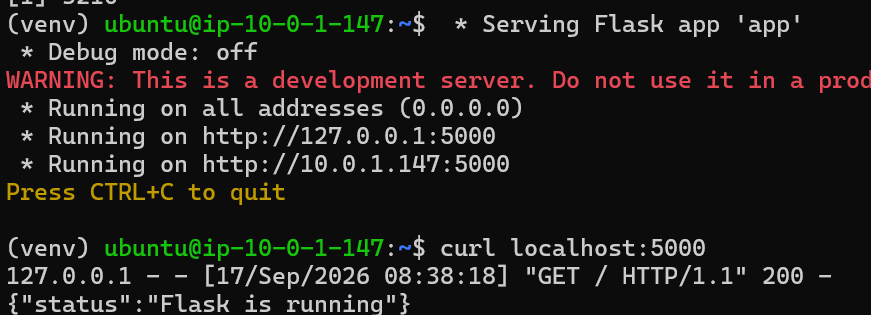 (venv) ubuntu@ip-10-0-1-147:~$  * Serving Flask app 'app'
 * Debug mode: off
WARNING: This is a development server. Do not use it in a prod
 * Running on all addresses (0.0.0.0)
 * Running on http://127.0.0.1:5000
 * Running on http://10.0.1.147:5000
Press CTRL+C to quit
(venv) ubuntu@ip-10-0-1-147:~$ curl localhost:5000
127.0.0.1 - - [17/Sep/2026 08:38:18] "GET / HTTP/1.1" 200 -
{"status":"Flask is running"}